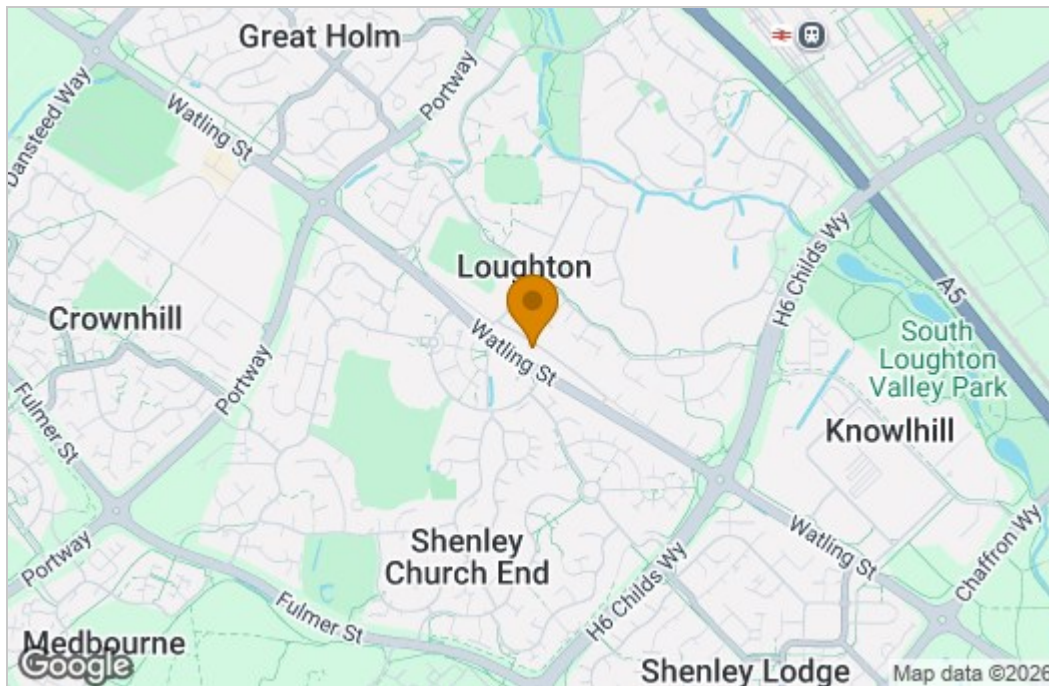 Great Holm
Portway
Dansteed Way
Watling St
Loughton
H6 Childs Wy
A5
Crownhill
Watling St
South
Loughton
Valley Park
Portway
Fulmer St
Knowlhill
Shenley
Church End
Watling St
Chaffron Wy
Portway
Fulmer St
H6 Childs Wy
Medbourne
Google
Shenley Lodge
Map data ©2026